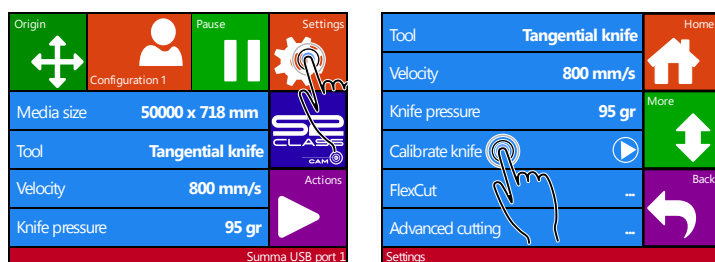 Origin
Configuration 1
Pause
Settings
Media size 50000 x 718 mm
Tool Tangential knife
Velocity 800 mm/s
Knife pressure 95 gr
S2
CLASS
CAM
Actions
Summa USB port 1
Tool Tangential knife
Velocity 800 mm/s
Knife pressure 95 gr
Calibrate knife
FlexCut ...
Advanced cutting ...
Home
More
Back
Settings